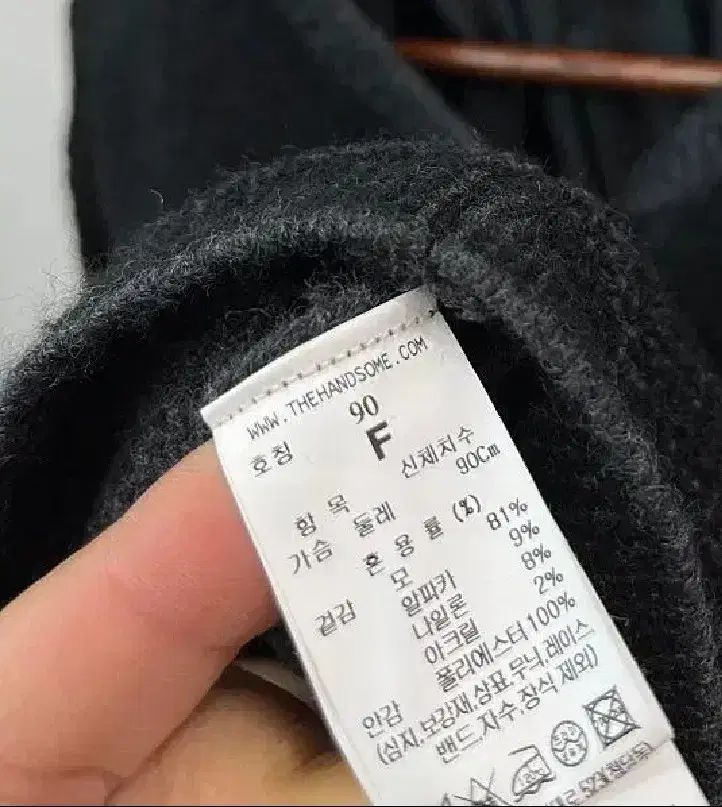 WWW.THEHANDSOME.COM
호칭 90
F
항 목 신체치수
가슴 둘레 90Cm
혼 용 률 (%)
겉감 모 81%
알파카 9%
나일론 8%
아크릴 2%
안감 폴리에스터100%
(심지,보강재,상표,무늬,레이스
밴드,자수,장식 제외)